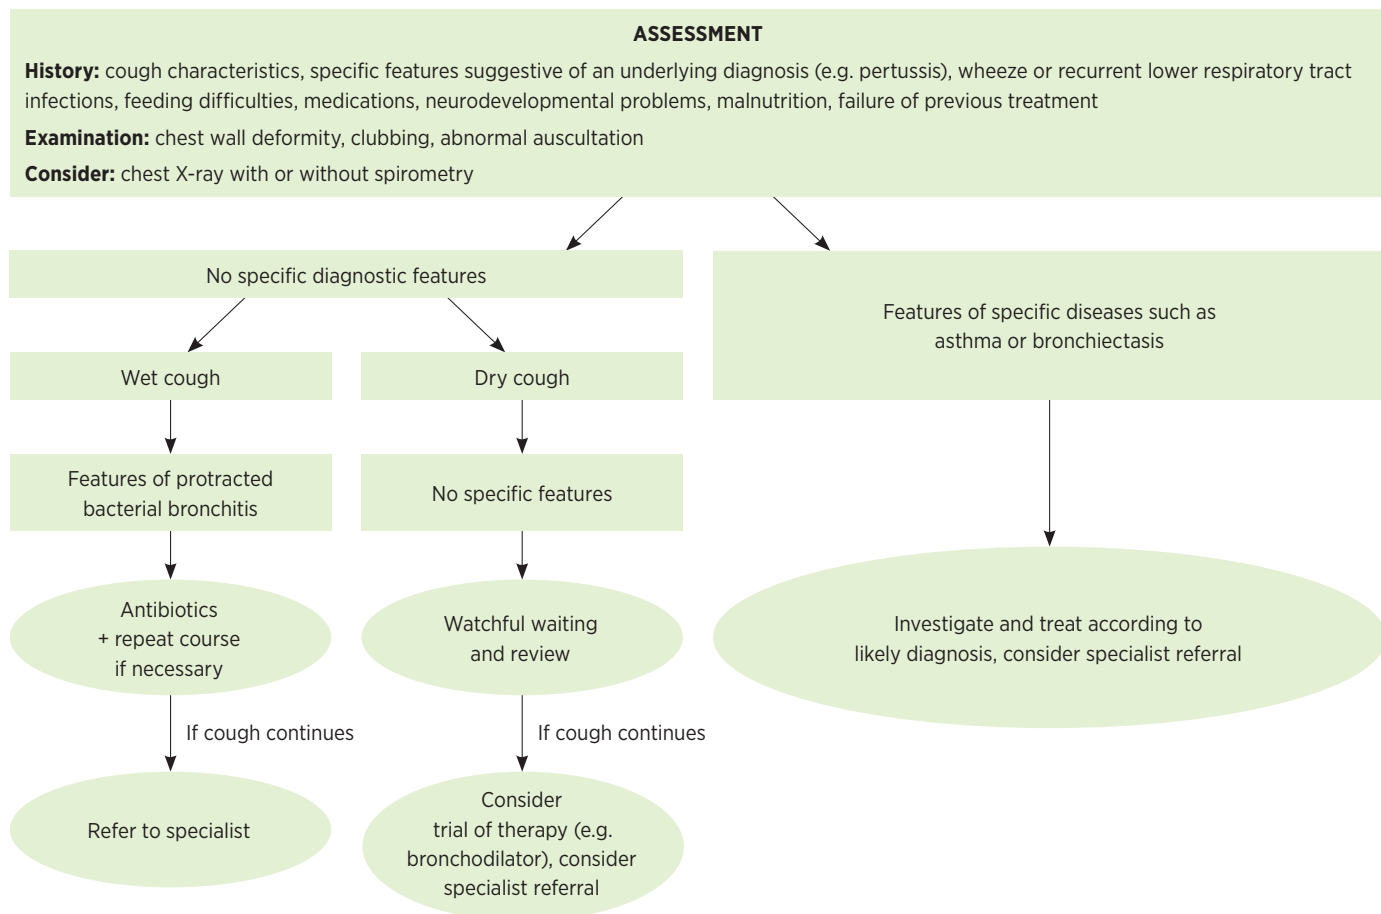 ASSESSMENT
History: cough characteristics, specific features suggestive of an underlying diagnosis (e.g. pertussis), wheeze or recurrent lower respiratory tract
infections, feeding difficulties, medications, neurodevelopmental problems, malnutrition, failure of previous treatment
Examination: chest wall deformity, clubbing, abnormal auscultation
Consider: chest X-ray with or without spirometry
No specific diagnostic features
Features of specific diseases such as
asthma or bronchiectasis
Wet cough
Dry cough
Features of protracted
bacterial bronchitis
No specific features
Antibiotics
+ repeat course
if necessary
Watchful waiting
and review
Investigate and treat according to
likely diagnosis, consider specialist referral
If cough continues
If cough continues
Refer to specialist
Consider
trial of therapy (e.g.
bronchodilator), consider
specialist referral